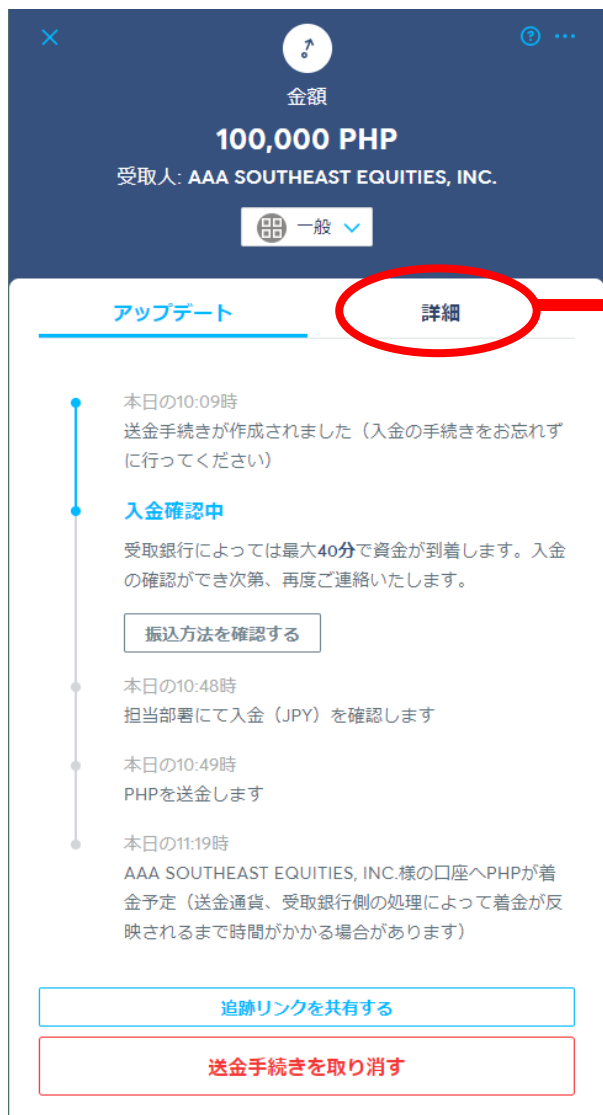 金額
100,000 PHP
受取人: AAA SOUTHEAST EQUITIES, INC.
一般
アップデート
詳細
本日の10:09時
送金手続きが作成されました（入金の手続きをお忘れず
に行ってください）
入金確認中
受取銀行によっては最大40分で資金が到着します。入金
の確認ができ次第、再度ご連絡いたします。
振込方法を確認する
本日の10:48時
担当部署にて入金（JPY）を確認します
本日の10:49時
PHPを送金します
本日の11:19時
AAA SOUTHEAST EQUITIES, INC.様の口座へPHPが着
金予定（送金通貨、受取銀行側の処理によって着金が反
映されるまで時間がかかる場合があります）
追跡リンクを共有する
送金手続きを取り消す